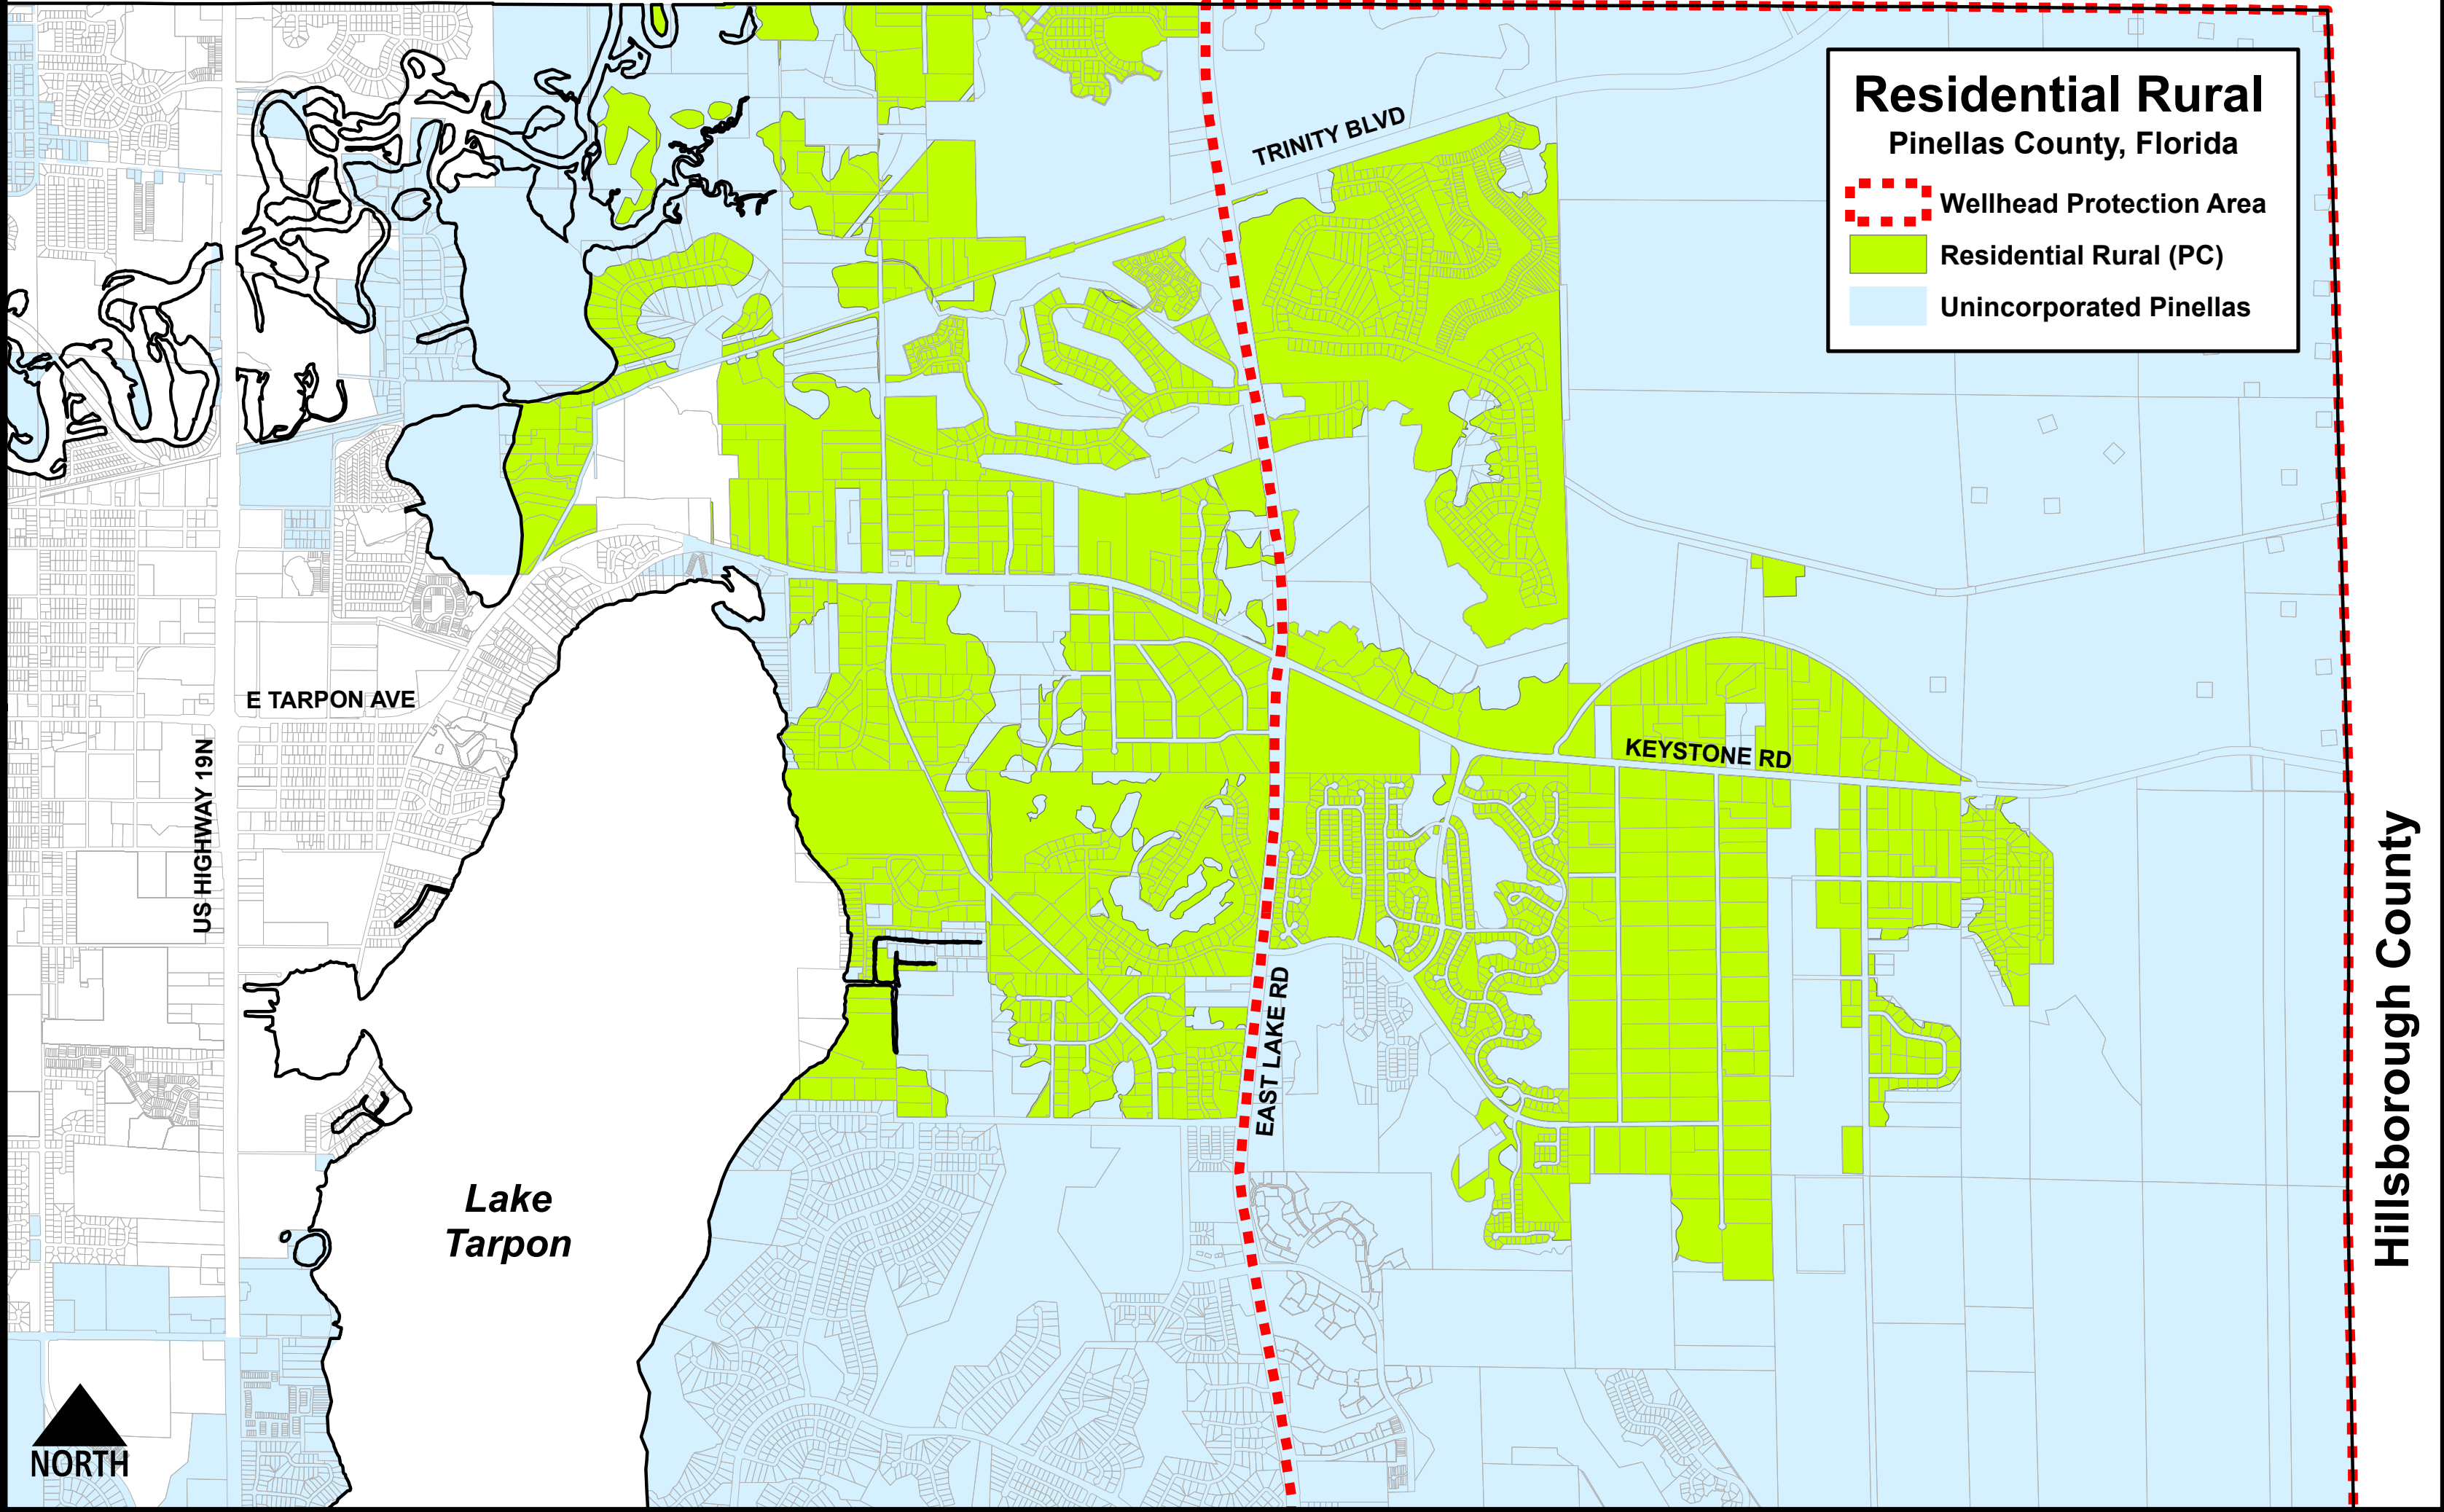 Residential Rural
Pinellas County, Florida
Wellhead Protection Area
Residential Rural (PC)
Unincorporated Pinellas
TRINITY BLVD
E TARPON AVE
US HIGHWAY 19N
KEYSTONE RD
EAST LAKE RD
Hillsborough County
Lake
Tarpon
NORTH